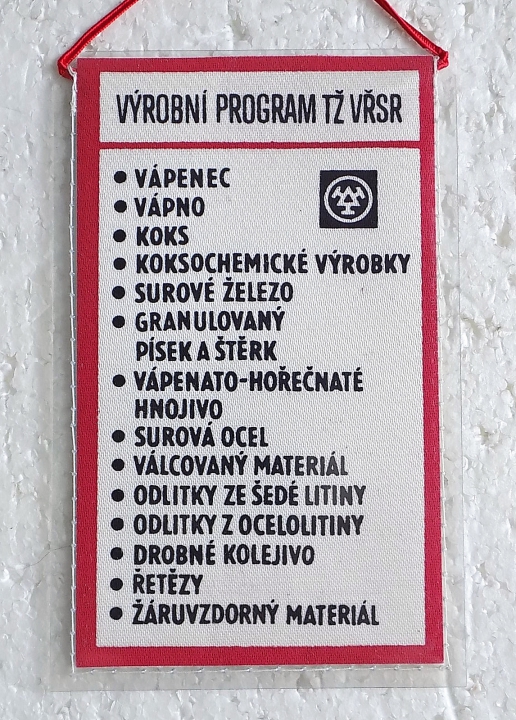 VÝROBNÍ PROGRAM TŽ VŘSR
• VÁPENEC
• VÁPNO
• KOKS
• KOKSOCHEMICKÉ VÝROBKY
• SUROVÉ ŽELEZO
• GRANULOVANÝ
PÍSEK A ŠTĚRK
• VÁPENATO-HOŘEČNATÉ
HNOJIVO
• SUROVÁ OCEL
• VÁLCOVANÝ MATERIÁL
• ODLITKY ZE ŠEDÉ LITINY
• ODLITKY Z OCELOLITINY
• DROBNÉ KOLEJIVO
• ŘETĚZY
• ŽÁRUVZDORNÝ MATERIÁL